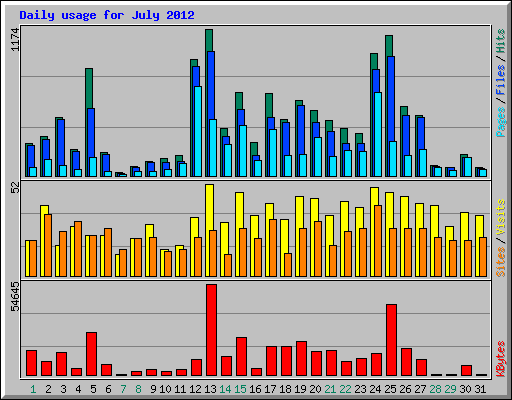 Daily usage for July 2012
1174
Pages / Files / Hits
52
Sites / Visits
54645
KBytes
1 2 3 4 5 6 7 8 9 10 11 12 13 14 15 16 17 18 19 20 21 22 23 24 25 26 27 28 29 30 31